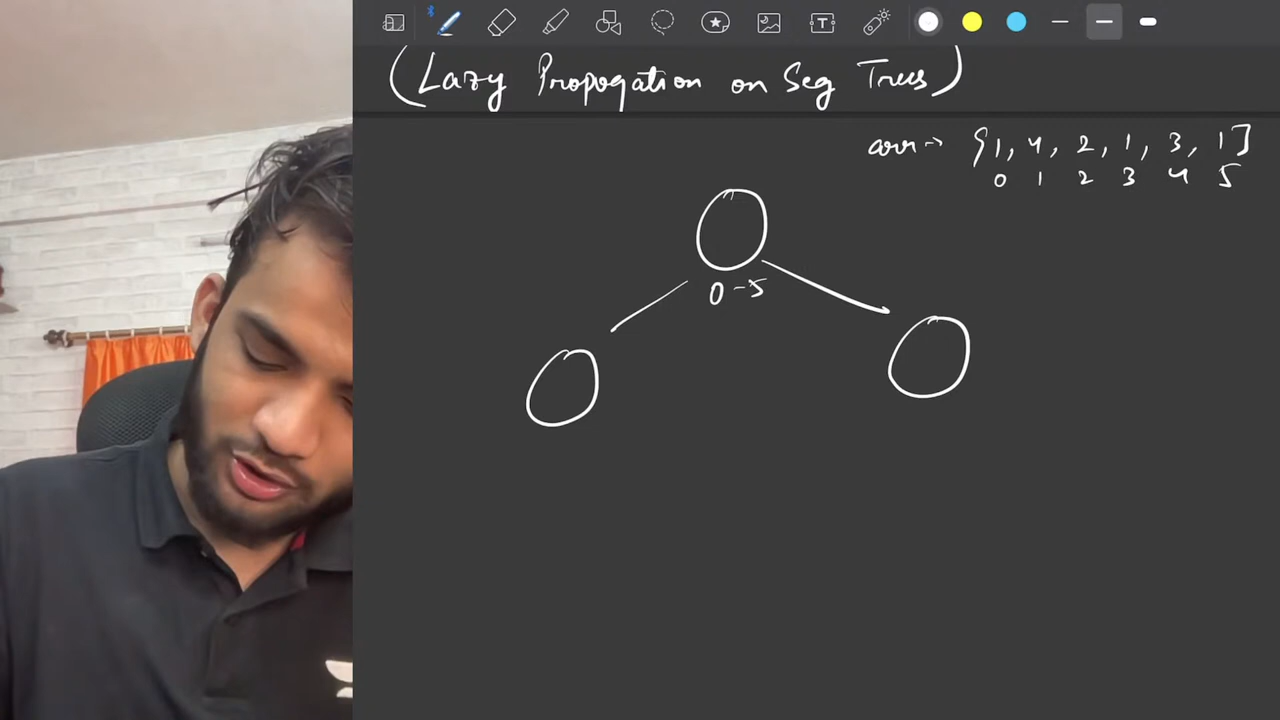 (Lazy Propogation on Seg Trees)
arr → {1, 4, 2, 1, 3, 1]
0 1 2 3 4 5
0-5